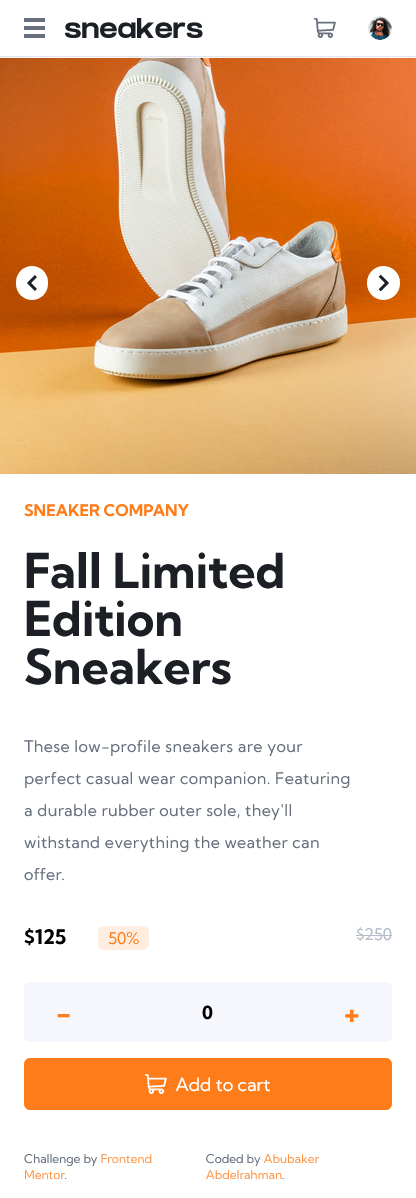 sneakers
SNEAKER COMPANY
Fall Limited
Edition
Sneakers
These low-profile sneakers are your
perfect casual wear companion. Featuring
a durable rubber outer sole, they'll
withstand everything the weather can
offer.
$125 50% $250
− 0 +
Add to cart
Challenge by Frontend
Mentor.
Coded by Abubaker
Abdelrahman.